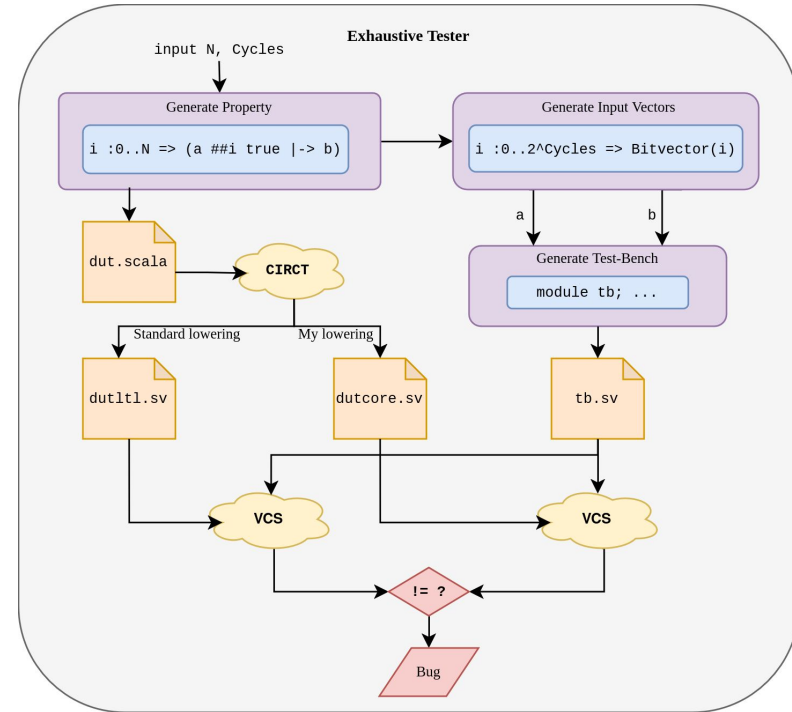 Exhaustive Tester
input N, Cycles
Generate Property
i :0..N => (a ##i true |-> b)
Generate Input Vectors
i :0..2^Cycles => Bitvector(i)
a
b
dut.scala
CIRCT
Generate Test-Bench
module tb; ...
Standard lowering
My lowering
dutltl.sv
dutcore.sv
tb.sv
VCS
VCS
!= ?
Bug